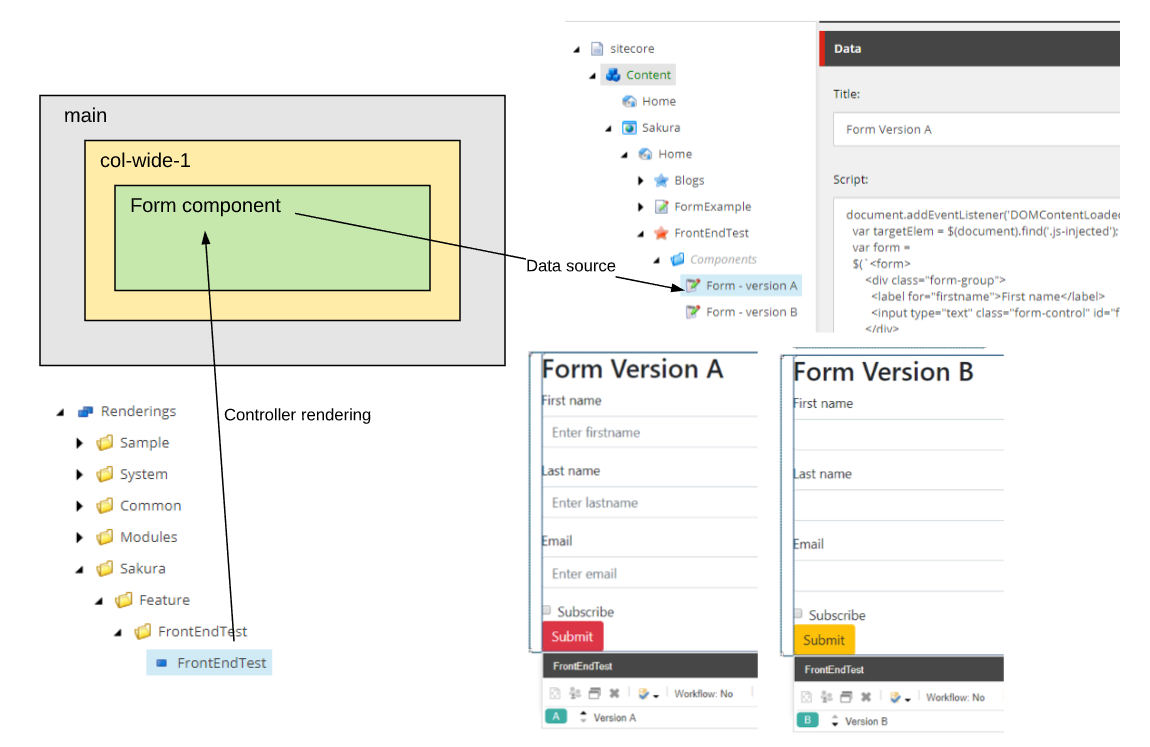 main
col-wide-1
Form component
Data source
Controller rendering
Renderings
Sample
System
Common
Modules
Sakura
Feature
FrontEndTest
FrontEndTest
sitecore
Content
Home
Sakura
Home
Blogs
FormExample
FrontEndTest
Components
Form - version A
Form - version B
Data
Title:
Form Version A
Script:
document.addEventListener('DOMContentLoade
var targetElem = $(document).find('.js-injected');
var form =
$(`<form>
<div class="form-group">
<label for="firstname">First name</label>
<input type="text" class="form-control" id="f
</div>
Form Version A
First name
Enter firstname
Last name
Enter lastname
Email
Enter email
Subscribe
Submit
FrontEndTest
Workflow: No
A Version A
Form Version B
First name
Last name
Email
Subscribe
Submit
FrontEndTest
Workflow: No
B Version B